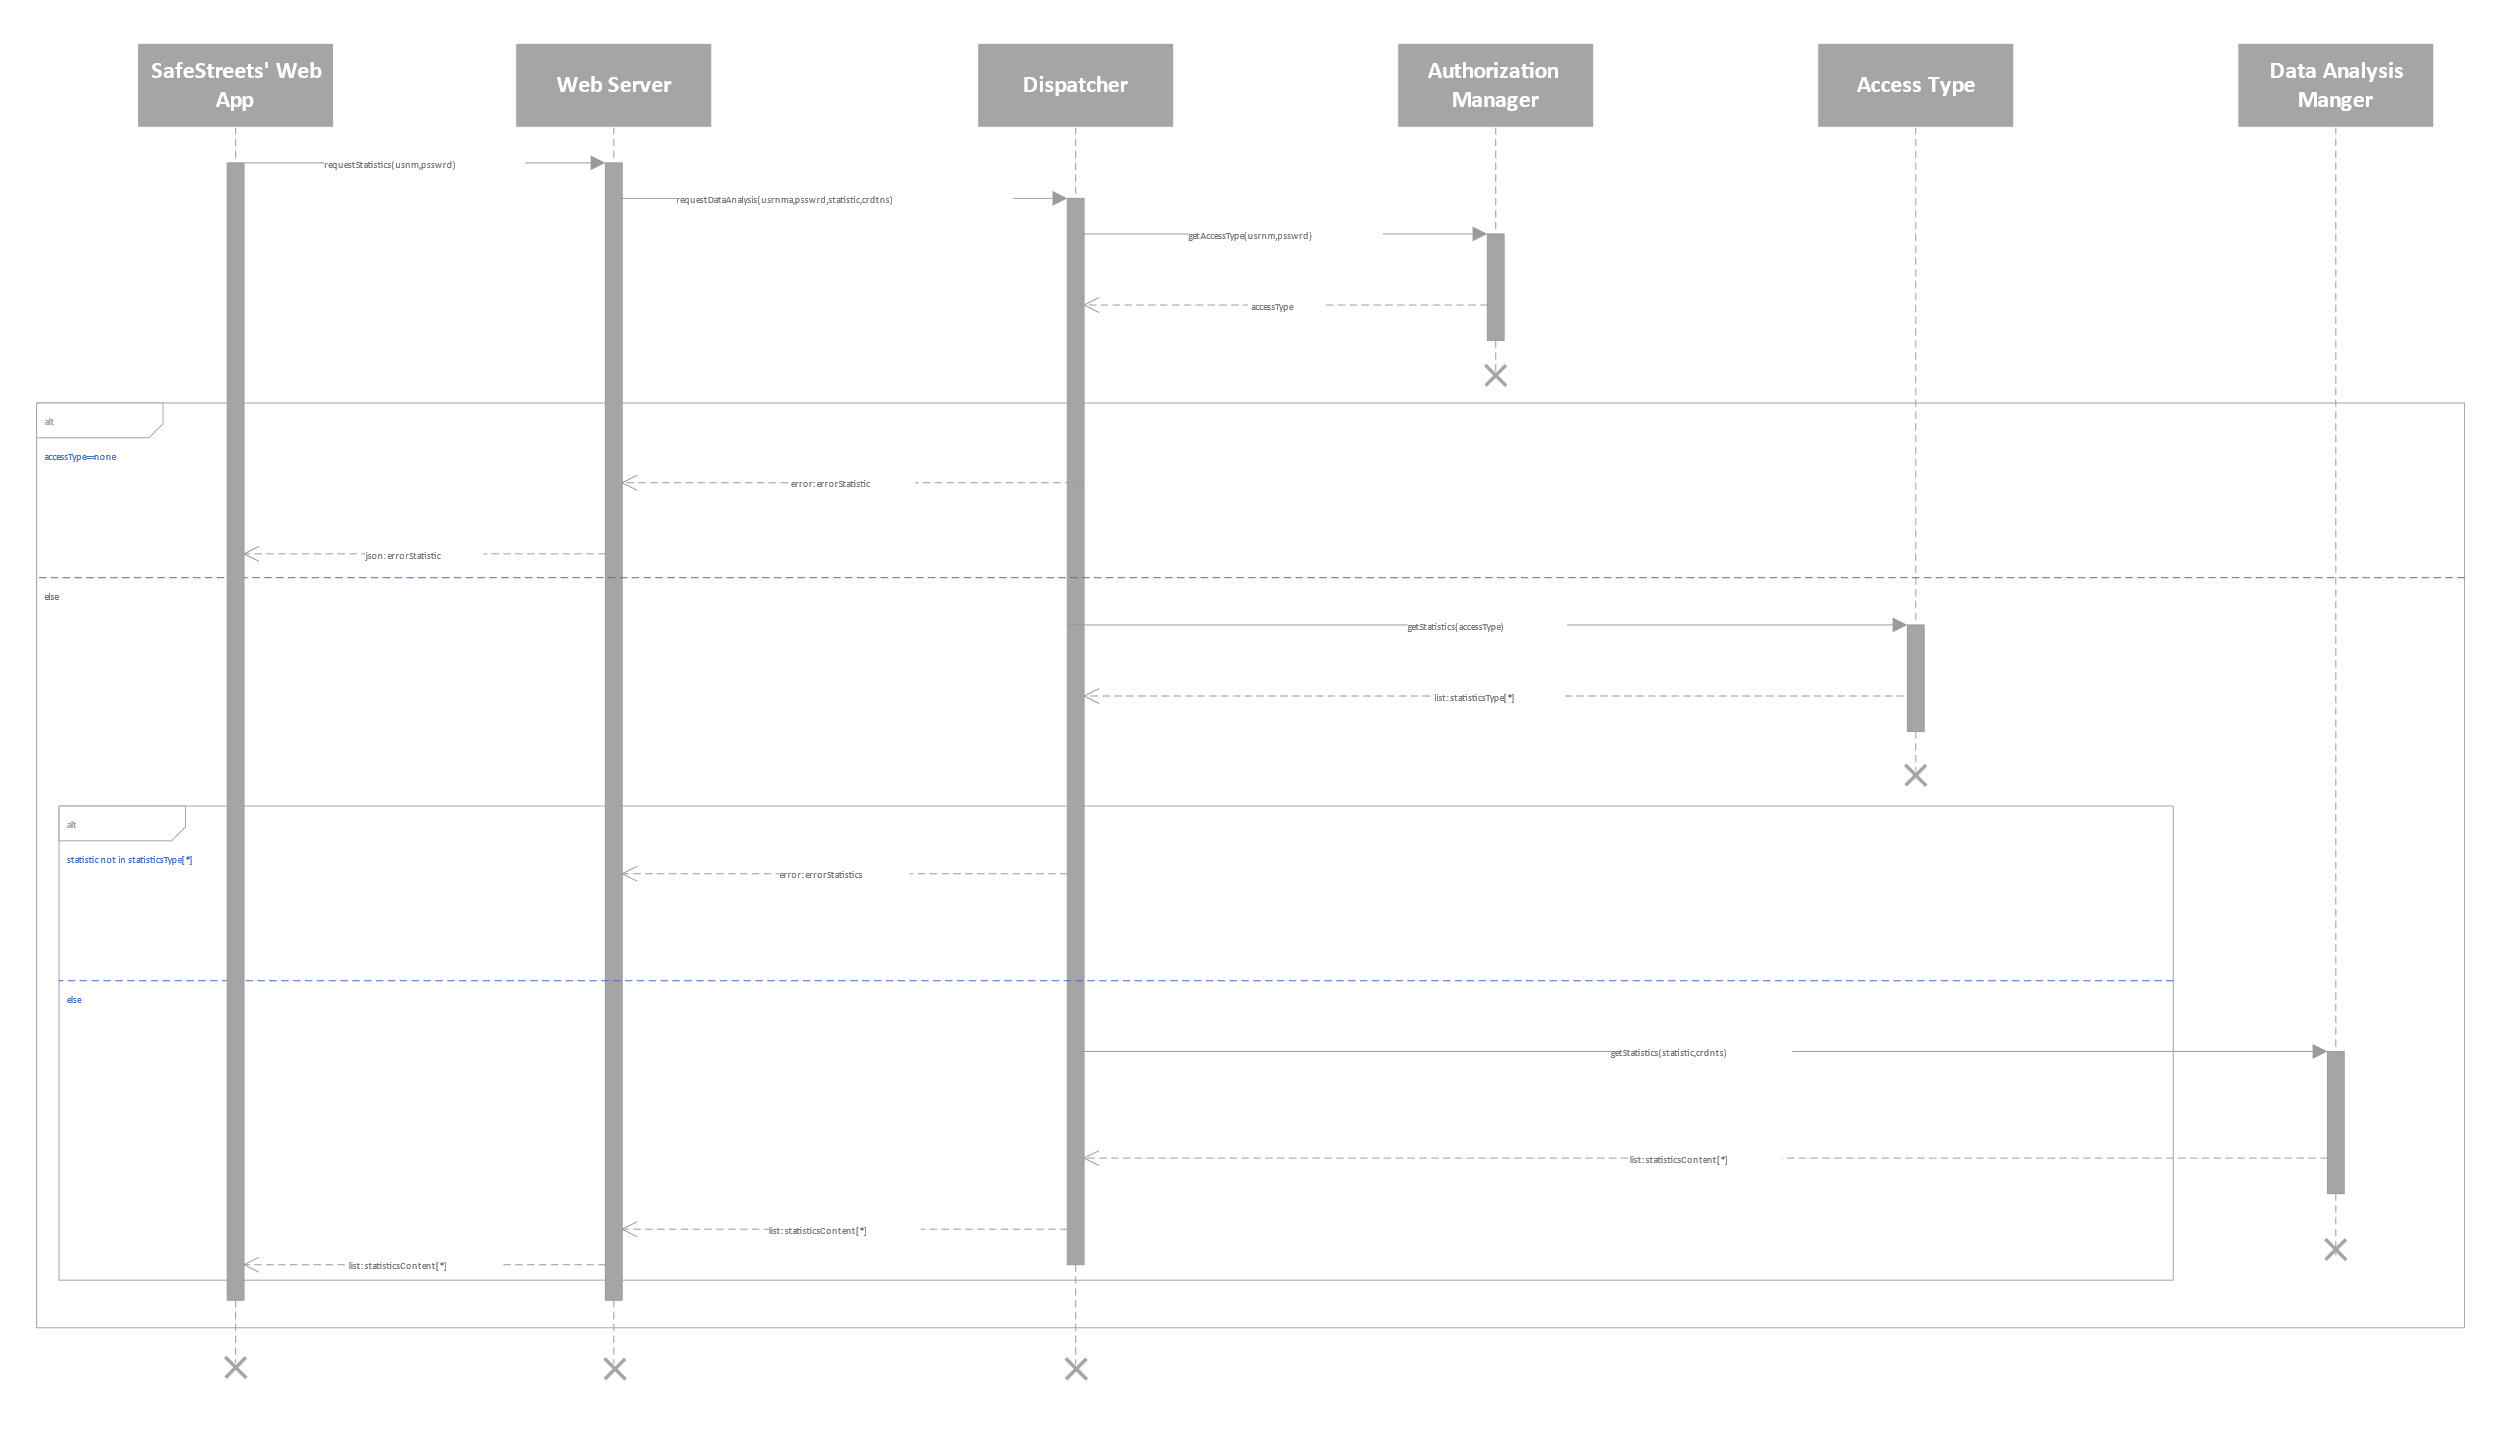 SafeStreets' Web
App
Web Server
Dispatcher
Authorization
Manager
Access Type
Data Analysis
Manger
requestStatistics(usnm,psswrd)
requestDataAnalysis(usrnma,psswrd,statistic,crdtns)
getAccessType(usrnm,psswrd)
accessType
alt
accessType==none
error:errorStatistic
json:errorStatistic
else
getStatistics(accessType)
list:statisticsType[*]
alt
statistic not in statisticsType[*]
error:errorStatistics
else
getStatistics(statistic,crdnts)
list:statisticsContent[*]
list:statisticsContent[*]
list:statisticsContent[*]